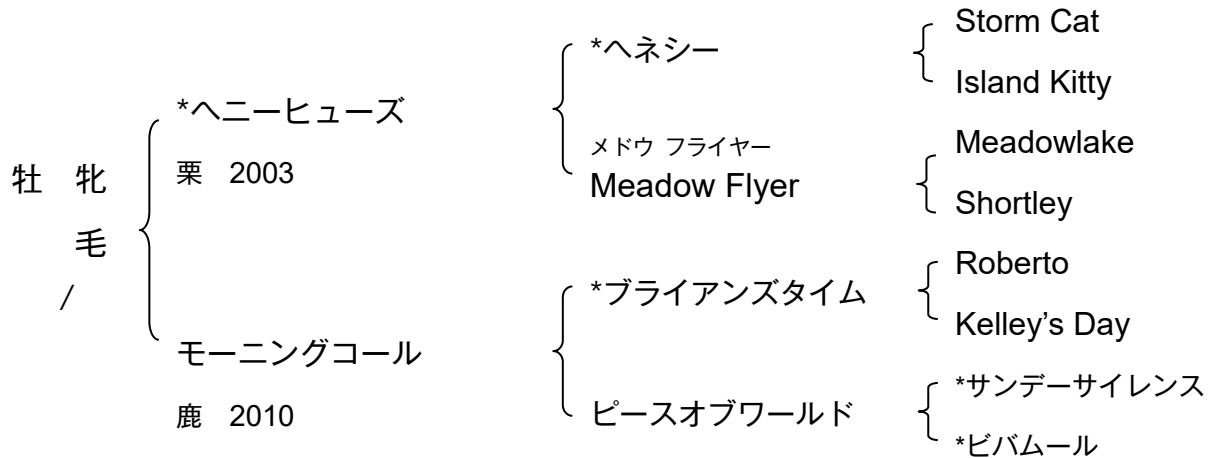 牡 牝
毛
/
*ヘニーヒューズ
栗 2003
モーニングコール
鹿 2010
*ヘネシー
メドウ フライヤー
Meadow Flyer
*ブライアンズタイム
ピースオブワールド
Storm Cat
Island Kitty
Meadowlake
Shortley
Roberto
Kelley’s Day
*サンデーサイレンス
*ビバムール